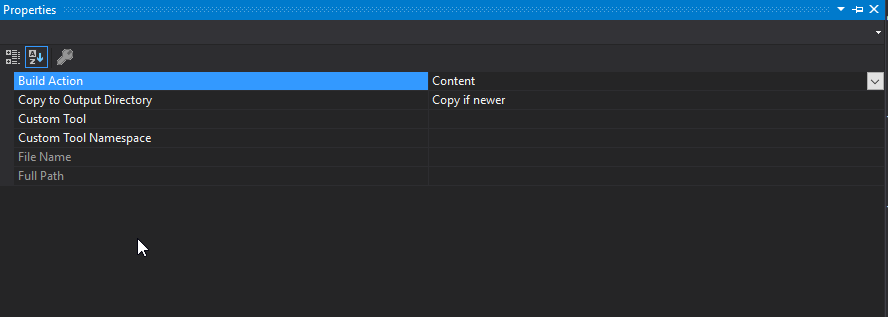 Properties
Build Action Content
Copy to Output Directory Copy if newer
Custom Tool
Custom Tool Namespace
File Name
Full Path